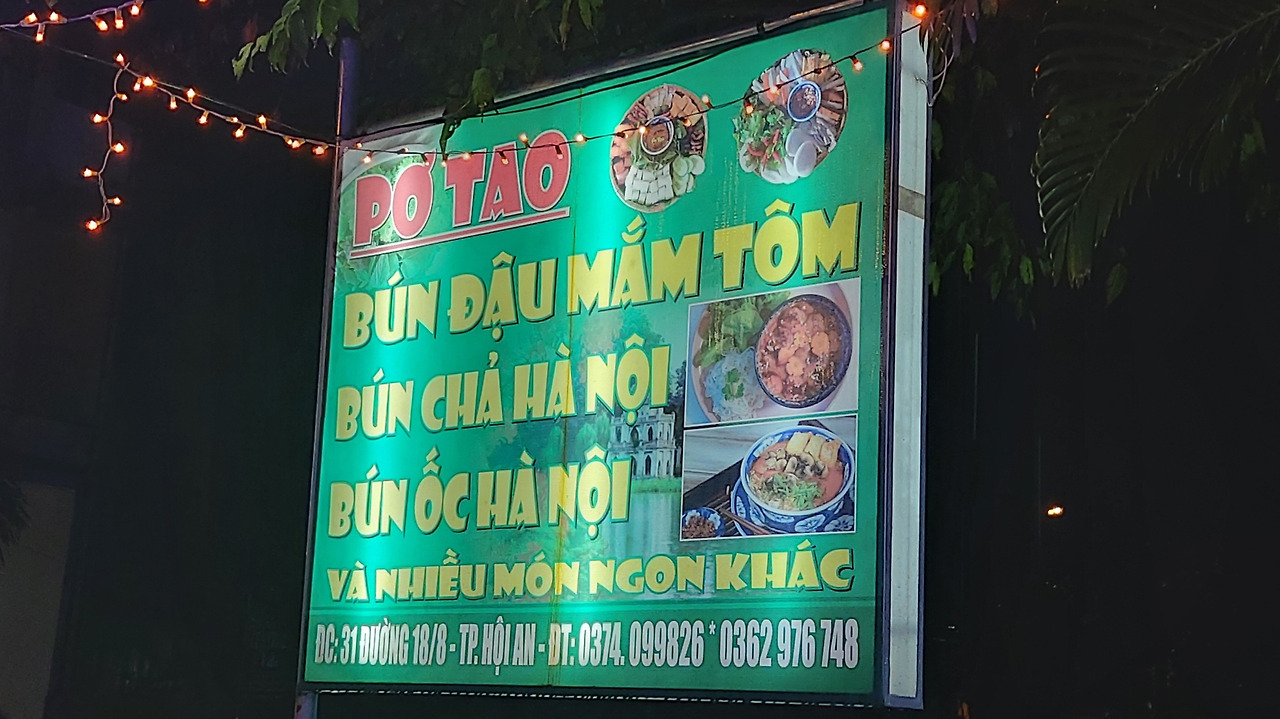 PƠ TAO
BÚN ĐẬU MẮM TÔM
BÚN CHẢ HÀ NỘI
BÚN ỐC HÀ NỘI
VÀ NHIỀU MÓN NGON KHÁC
ĐC: 31 ĐƯỜNG 18/8 - TP. HỘI AN - ĐT: 0374. 099826 * 0362 976 748